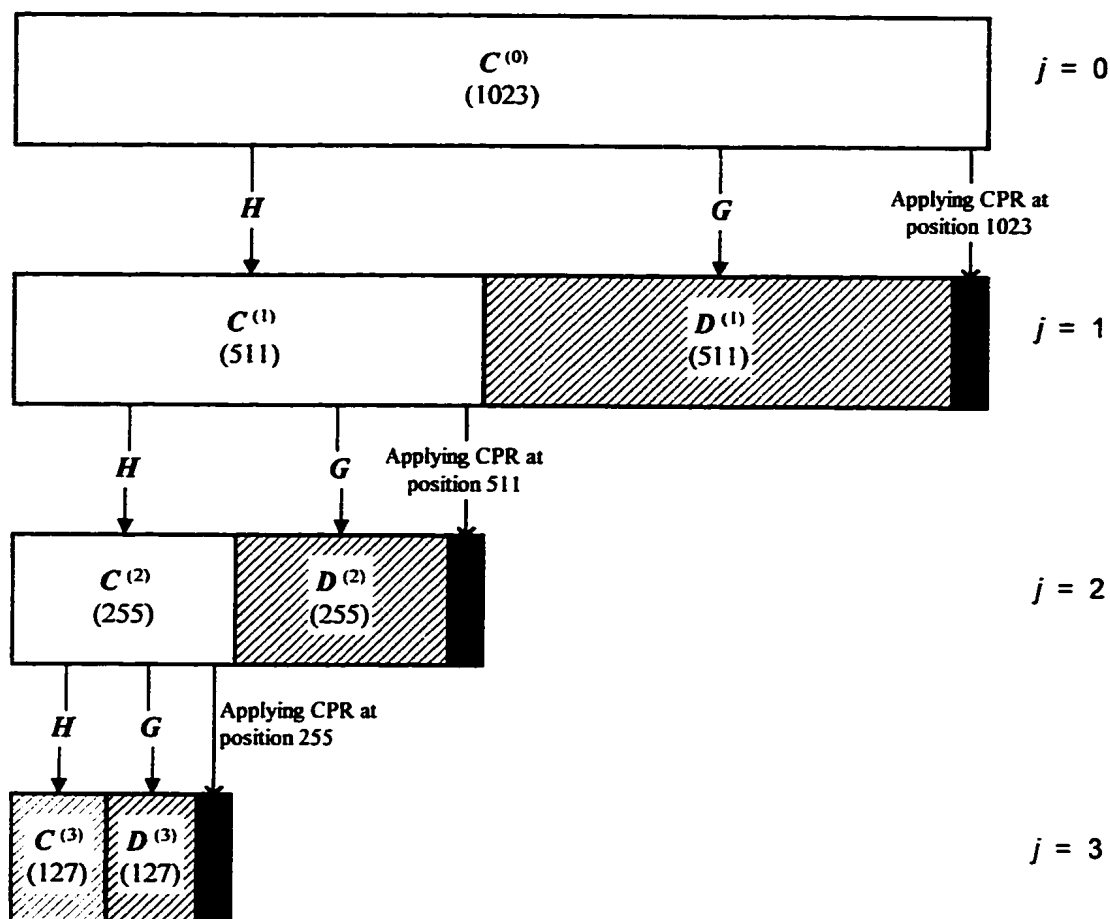 C (0)
(1023)
j = 0
H
G
Applying CPR at
position 1023
C (1)
(511)
D (1)
(511)
j = 1
H
G
Applying CPR at
position 511
C (2)
(255)
D (2)
(255)
j = 2
H
G
Applying CPR at
position 255
C (3)
(127)
D (3)
(127)
j = 3